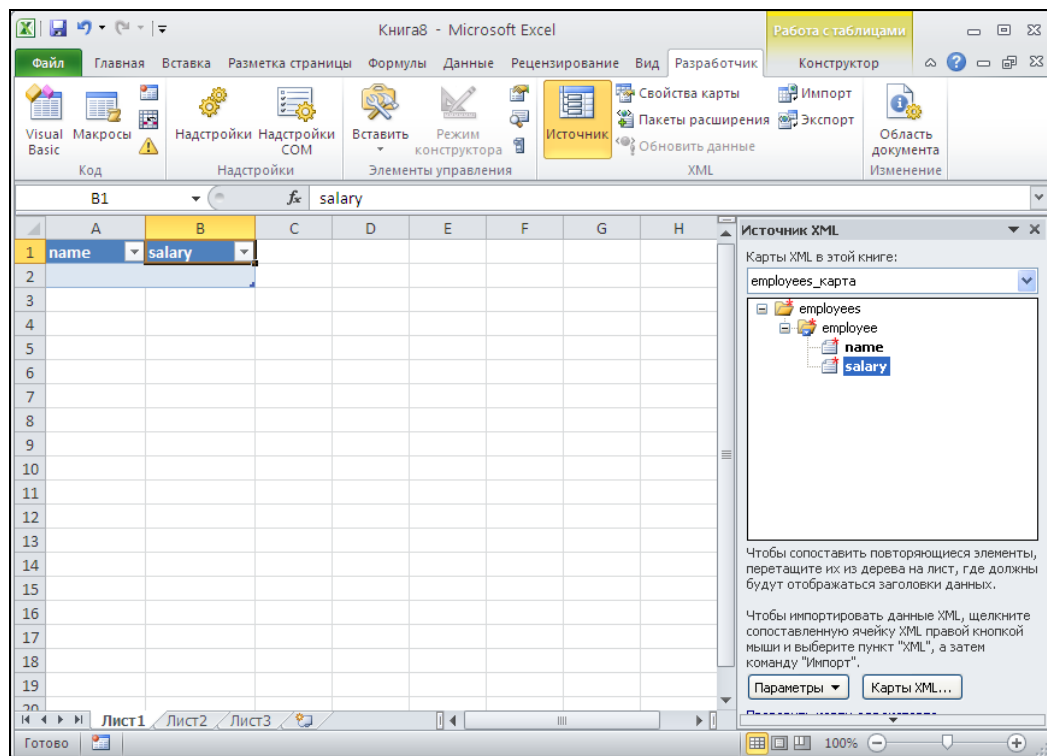 Книга8 - Microsoft Excel
Работа с таблицами
Файл Главная Вставка Разметка страницы Формулы Данные Рецензирование Вид Разработчик Конструктор
Visual Basic
Макросы
Код
Надстройки
Надстройки COM
Надстройки
Вставить
Режим конструктора
Элементы управления
Источник
Свойства карты
Пакеты расширения
Обновить данные
Импорт
Экспорт
XML
Область документа
Изменение
B1
fx salary
A B C D E F G H
1 name salary
2
3
4
5
6
7
8
9
10
11
12
13
14
15
16
17
18
19
20
Источник XML
Карты XML в этой книге:
employees_карта
employees
employee
name
salary
Чтобы сопоставить повторяющиеся элементы,
перетащите их из дерева на лист, где должны
будут отображаться заголовки данных.
Чтобы импортировать данные XML, щелкните
сопоставленную ячейку XML правой кнопкой
мыши и выберите пункт "XML", а затем
команду "Импорт".
Параметры Карты XML...
Лист1 Лист2 Лист3
Готово
100%